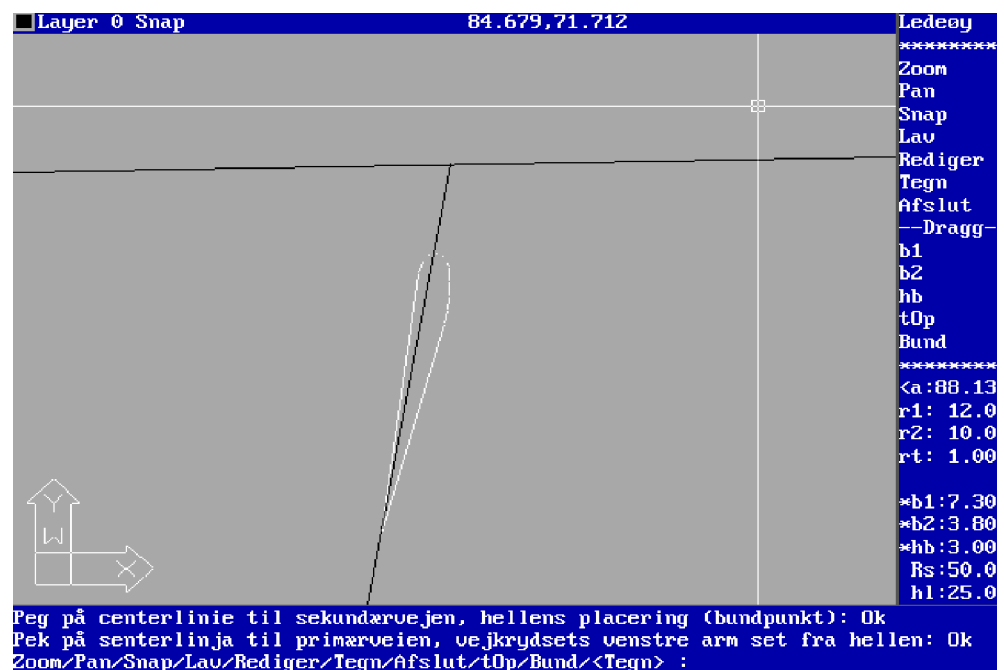 Layer 0 Snap 84.679,71.712
Ledeøy
********
Zoom
Pan
Snap
Lav
Rediger
Tegn
Afslut
--Dragg-
b1
b2
hb
tOp
Bund
********
<a:88.13
r1: 12.0
r2: 10.0
rt: 1.00
*b1:7.30
*b2:3.80
*hb:3.00
Rs:50.0
hl:25.0
Y
W
X
Peg på centerlinie til sekundærvejen, hellens placering (bundpunkt): Ok
Pek på senterlinja til primærveien, vejkrydsets venstre arm set fra hellen: Ok
Zoom/Pan/Snap/Lav/Rediger/Tegn/Afslut/tOp/Bund/<Tegn> :